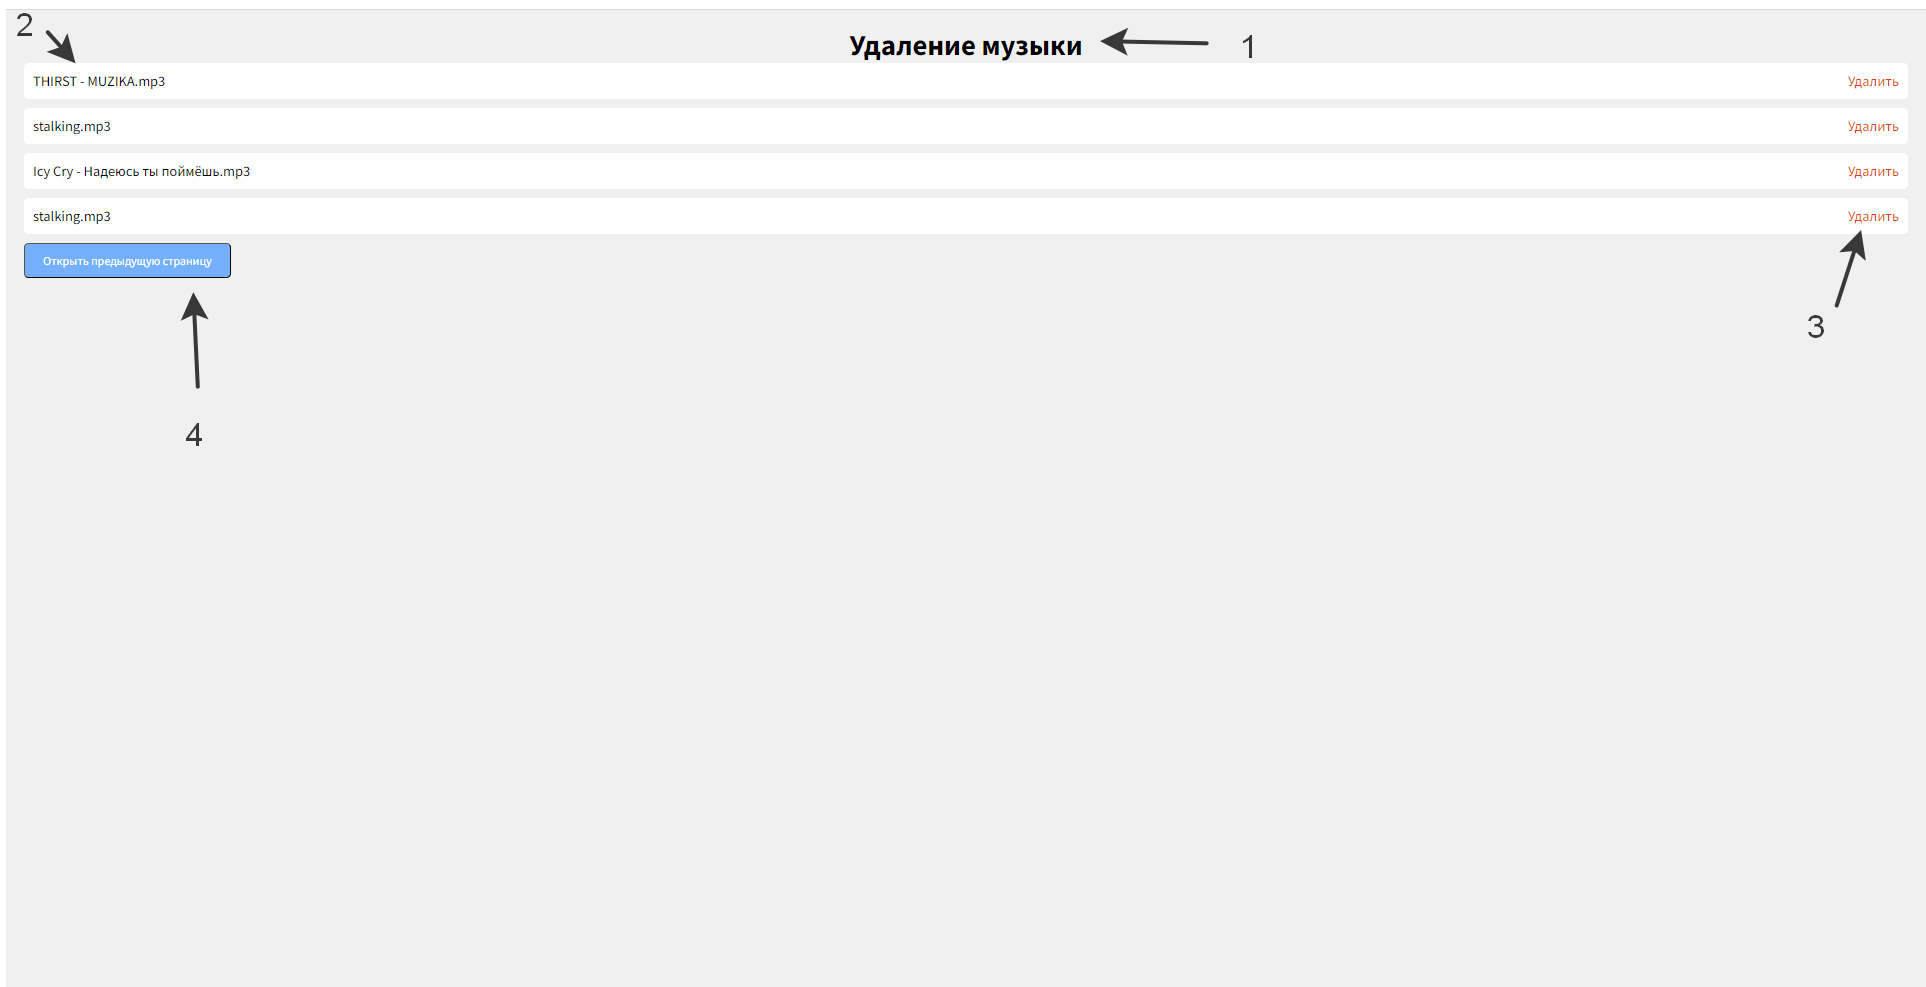 2
Удаление музыки
1
THIRST - MUZIKA.mp3 Удалить
stalking.mp3 Удалить
Icy Cry - Надеюсь ты поймёшь.mp3 Удалить
stalking.mp3 Удалить
Открыть предыдущую страницу
3
4